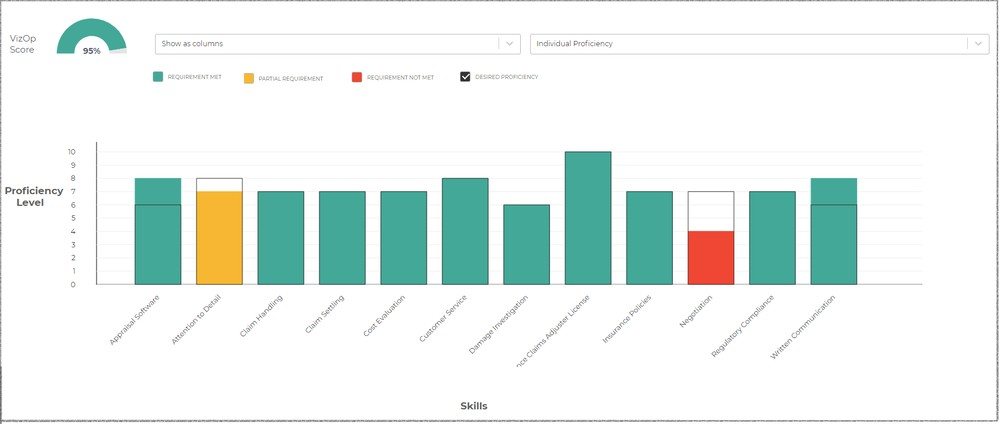 VizOp
Score
95%
Show as columns
Individual Proficiency
REQUIREMENT MET
PARTIAL REQUIREMENT
REQUIREMENT NOT MET
DESIRED PROFICIENCY
10
9
8
7
6
5
4
3
2
1
0
Proficiency
Level
Appraisal Software
Attention to Detail
Claim Handling
Claim Settling
Cost Evaluation
Customer Service
Damage Investigation
nce Claims Adjuster License
Insurance Policies
Negotiation
Regulatory Compliance
Written Communication
Skills